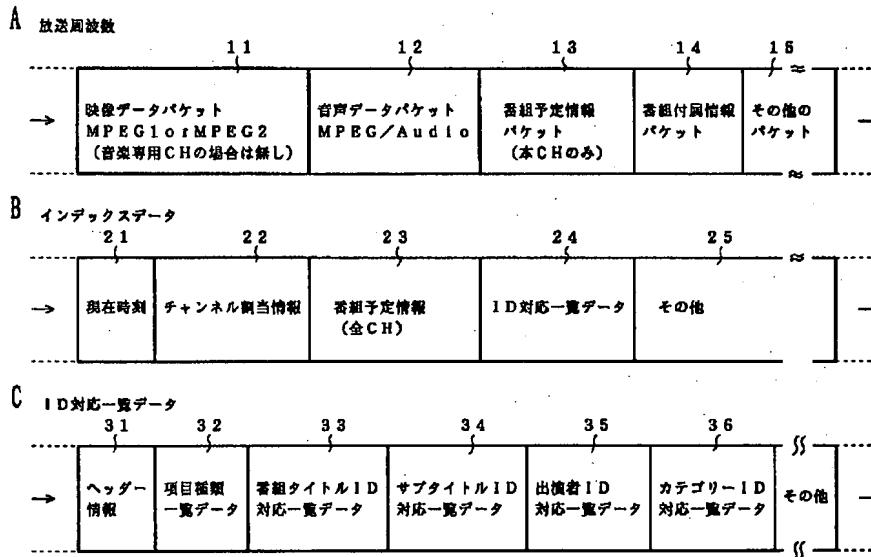 A 放送周波数
11 12 13 14 15
映像データパケット
MPEG1orMPEG2
(音楽専用CHの場合は無し)
音声データパケット
MPEG/Audio
番組予定情報
パケット
(本CHのみ)
番組付属情報
パケット
その他の
パケット
B インデックスデータ
21 22 23 24 25
現在時刻
チャンネル割当情報
番組予定情報
(全CH)
ID対応一覧データ
その他
C ID対応一覧データ
31 32 33 34 35 36
ヘッダー
情報
項目種類
一覧データ
番組タイトルID
対応一覧データ
サブタイトルID
対応一覧データ
出演者ID
対応一覧データ
カテゴリーID
対応一覧データ
その他